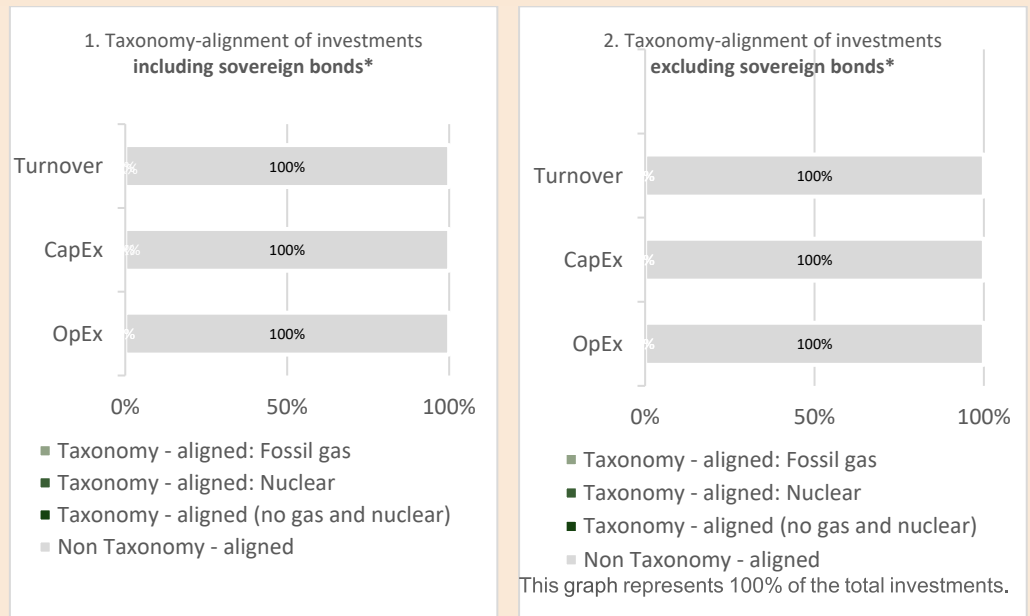 1. Taxonomy-alignment of investments
including sovereign bonds*
Turnover
%
100%
CapEx
%
100%
OpEx
%
100%
0% 50% 100%
Taxonomy - aligned: Fossil gas
Taxonomy - aligned: Nuclear
Taxonomy - aligned (no gas and nuclear)
Non Taxonomy - aligned
2. Taxonomy-alignment of investments
excluding sovereign bonds*
Turnover
%
100%
CapEx
%
100%
OpEx
%
100%
0% 50% 100%
Taxonomy - aligned: Fossil gas
Taxonomy - aligned: Nuclear
Taxonomy - aligned (no gas and nuclear)
Non Taxonomy - aligned
This graph represents 100% of the total investments.